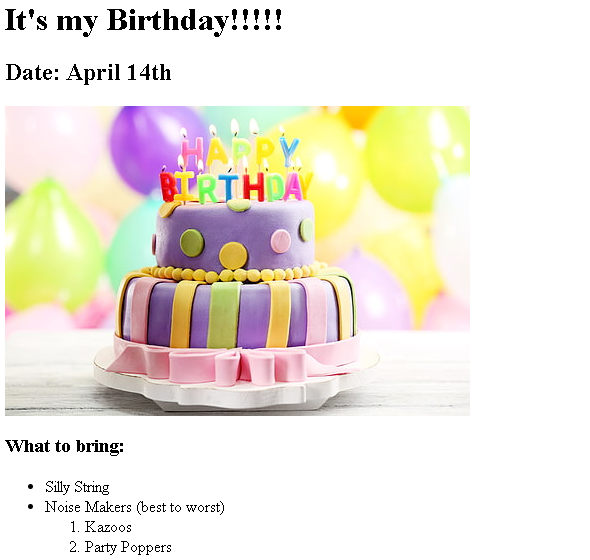 It's my Birthday!!!!!
Date: April 14th
HAPPY
BIRTHDAY
What to bring:
• Silly String
• Noise Makers (best to worst)
1. Kazoos
2. Party Poppers